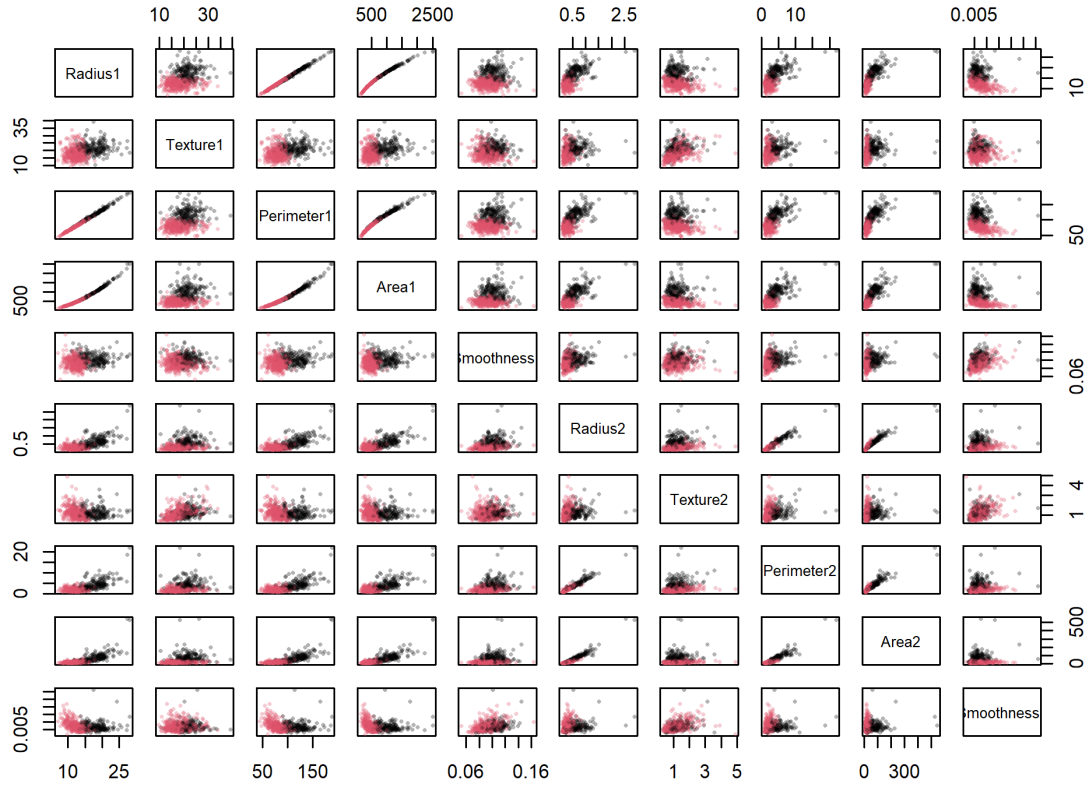 10 30 500 2500 0.5 2.5 0 10 0.005
Radius1 10
10 35 Texture1
Perimeter1 50
500 Area1
Smoothness 0.06
0.5 Radius2
Texture2 1 4
0 20 Perimeter2
Area2 0 500
0.005 Smoothness
10 25 50 150 0.06 0.16 1 3 5 0 300